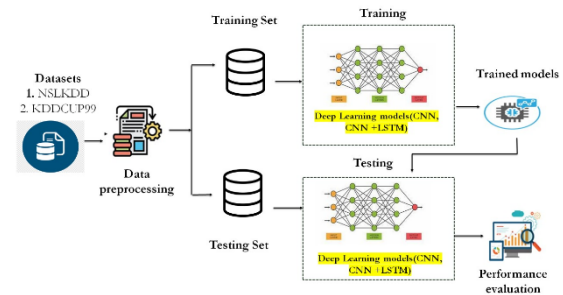 Datasets
1. NSLKDD
2. KDDCUP99
Data
preprocessing
Training Set
Testing Set
Training
Deep Learning models(CNN,
CNN +LSTM)
Trained models
Testing
Deep Learning models(CNN,
CNN +LSTM)
Performance
evaluation